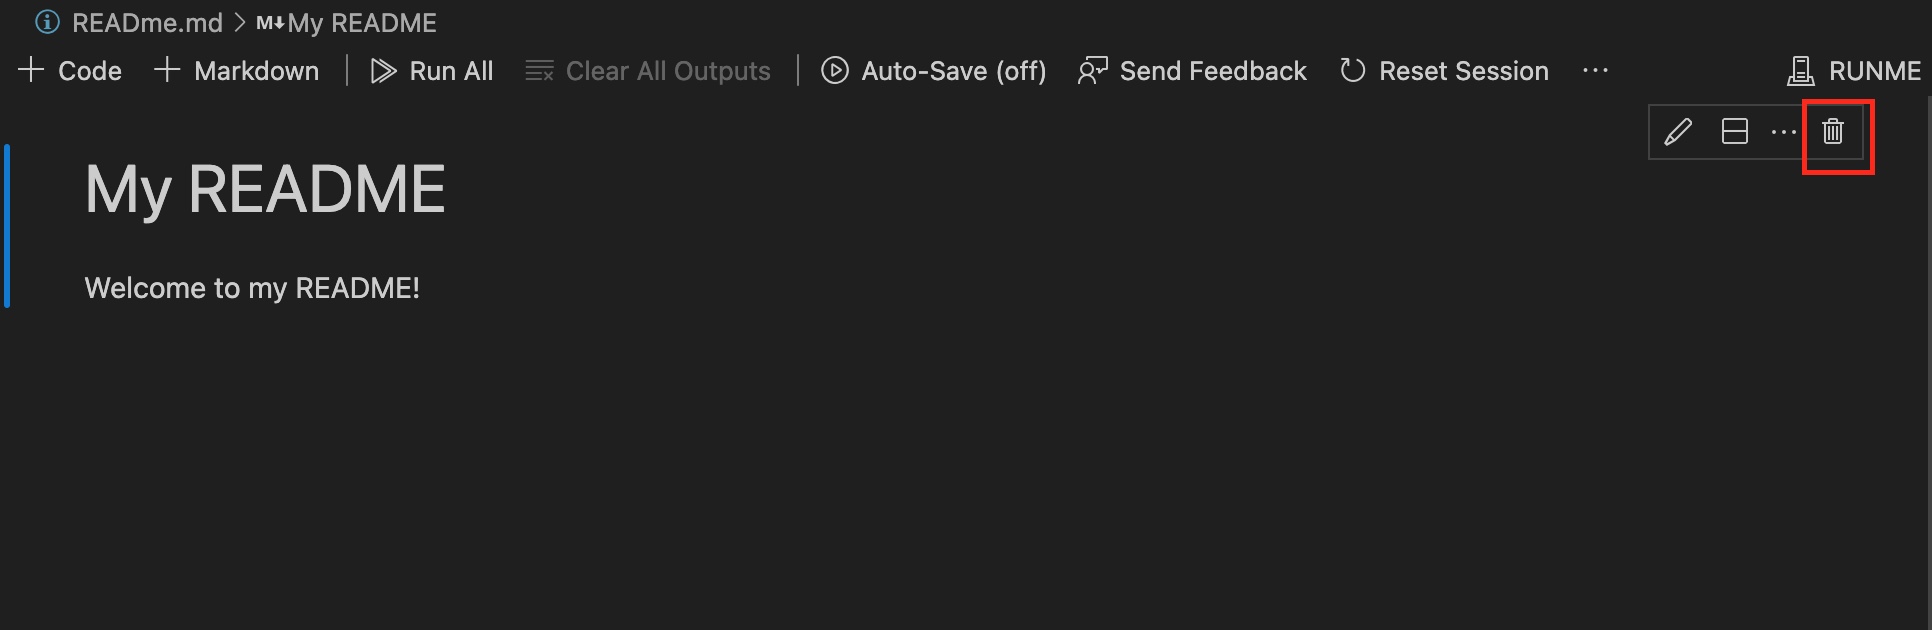 READme.md > M↓ My README
+ Code + Markdown | Run All Clear All Outputs | Auto-Save (off) Send Feedback Reset Session ··· RUNME
My README
Welcome to my README!